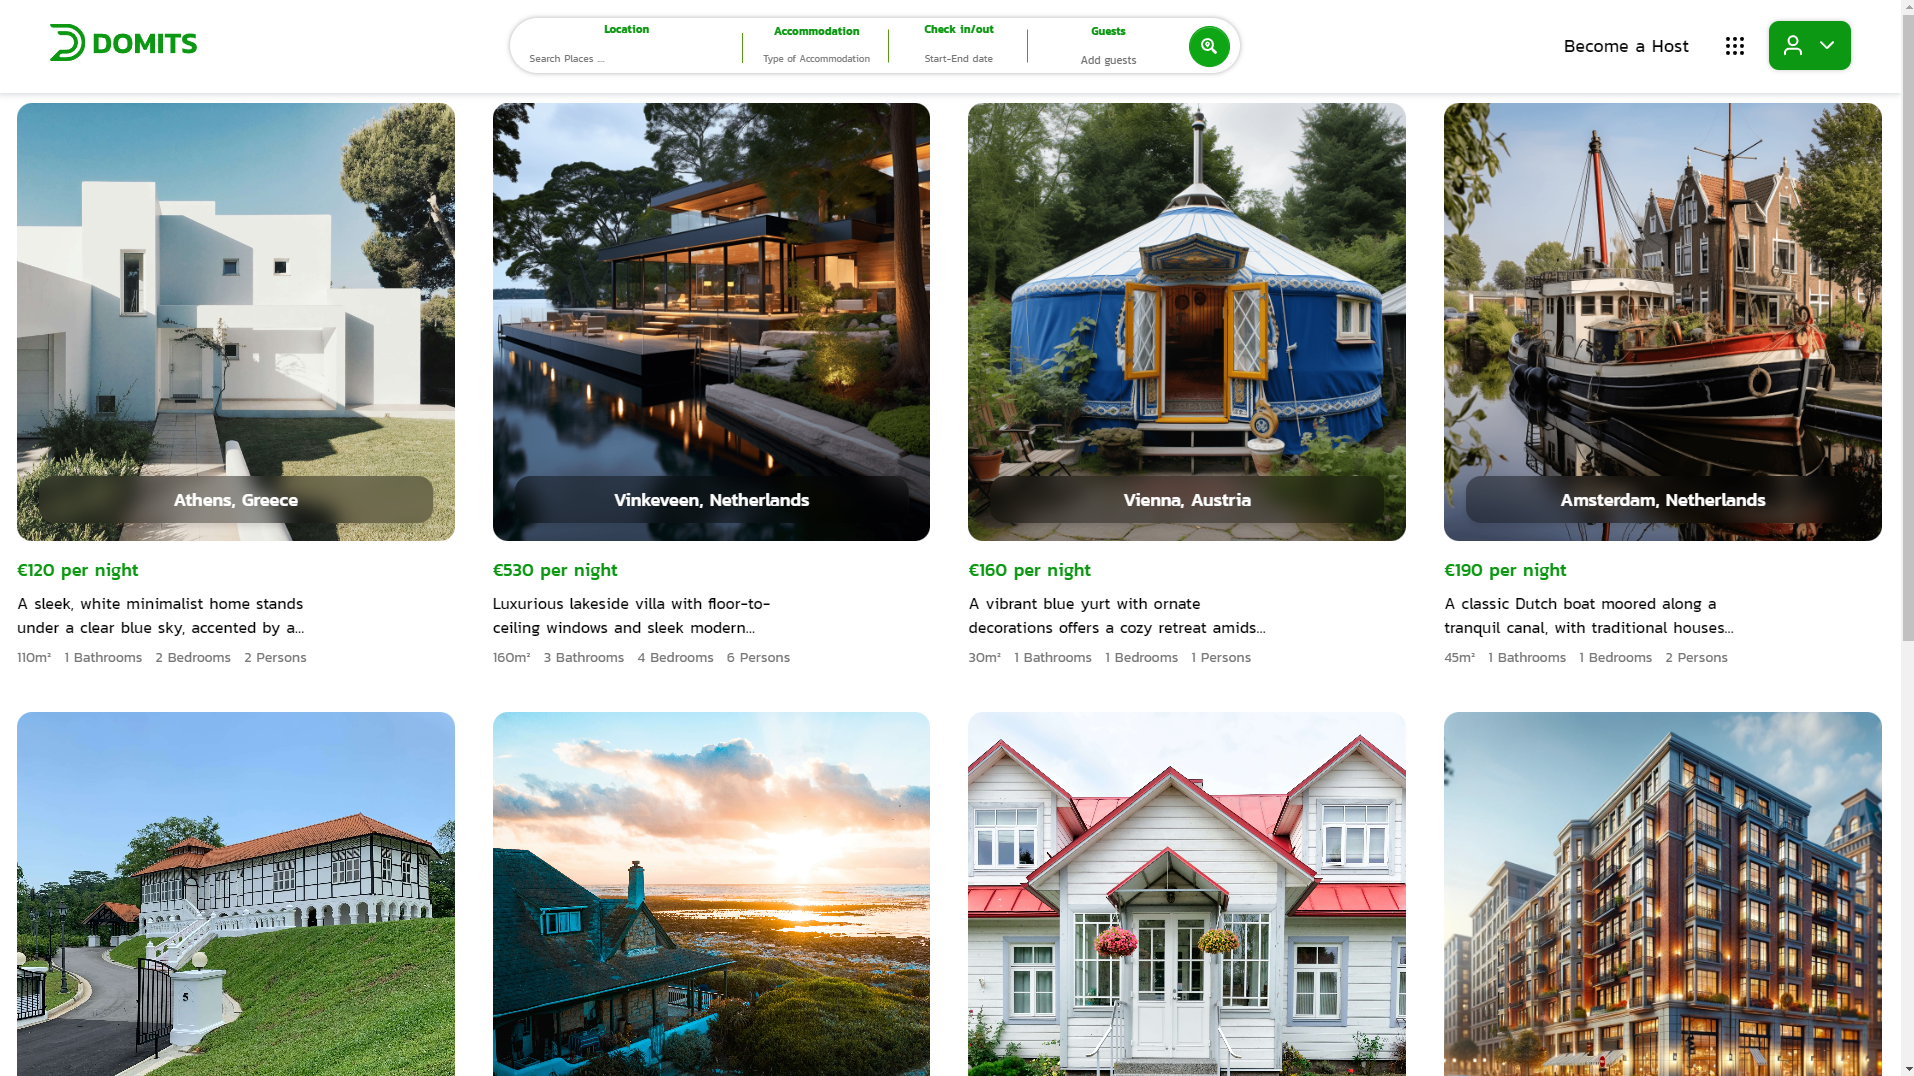 DOMITS
Location
Search Places ...
Accommodation
Type of Accommodation
Check in/out
Start-End date
Guests
Add guests
Become a Host
Athens, Greece
€120 per night
A sleek, white minimalist home stands
under a clear blue sky, accented by a...
110m² 1 Bathrooms 2 Bedrooms 2 Persons
Vinkeveen, Netherlands
€530 per night
Luxurious lakeside villa with floor-to-
ceiling windows and sleek modern...
160m² 3 Bathrooms 4 Bedrooms 6 Persons
Vienna, Austria
€160 per night
A vibrant blue yurt with ornate
decorations offers a cozy retreat amids...
30m² 1 Bathrooms 1 Bedrooms 1 Persons
Amsterdam, Netherlands
€190 per night
A classic Dutch boat moored along a
tranquil canal, with traditional houses...
45m² 1 Bathrooms 1 Bedrooms 2 Persons
5